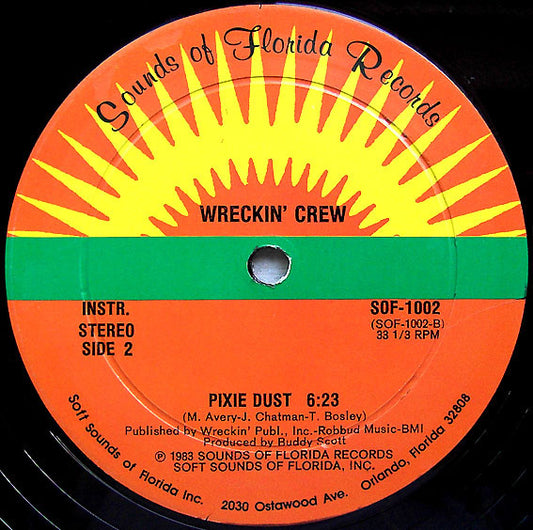 Sounds of Florida Records
WRECKIN' CREW
INSTR.
STEREO
SIDE 2
SOF-1002
(SOF-1002-B)
33 1/3 RPM
PIXIE DUST 6:23
(M. Avery-J. Chatman-T. Bosley)
Published by Wreckin' Publ., Inc.-Robbud Music-BMI
Produced by Buddy Scott
℗ 1983 SOUNDS OF FLORIDA RECORDS
SOFT SOUNDS OF FLORIDA, INC.
Soft Sounds of Florida Inc. 2030 Ostawood Ave. Orlando, Florida 32808